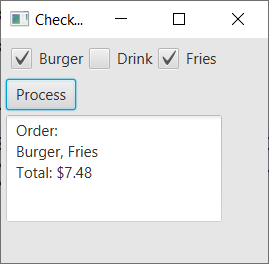 Check...
Burger Drink Fries
Process
Order:
Burger, Fries
Total: $7.48